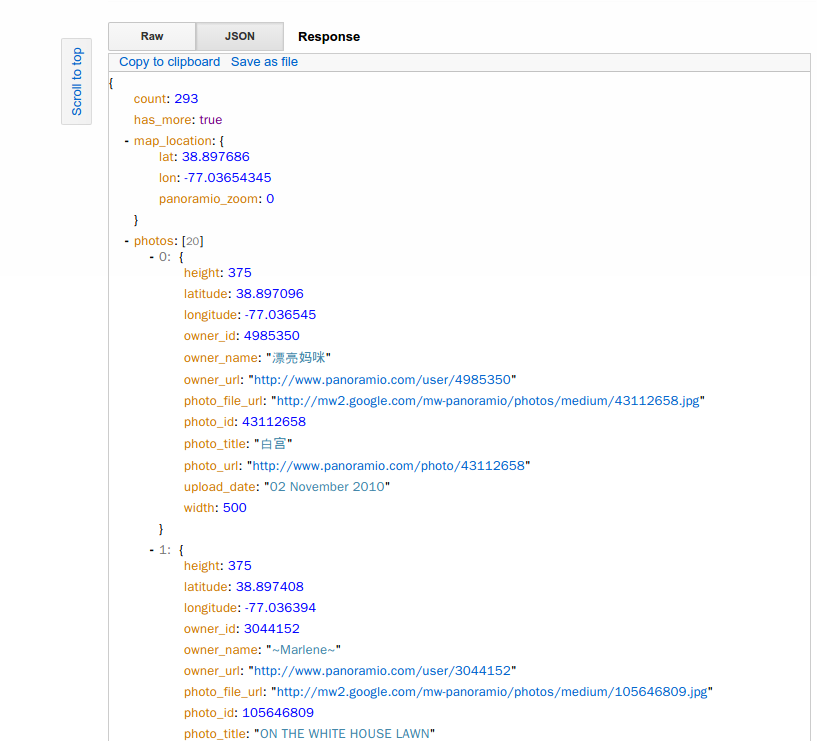 Raw JSON Response
Scroll to top
Copy to clipboard Save as file
{
count: 293
has_more: true
- map_location: {
lat: 38.897686
lon: -77.03654345
panoramio_zoom: 0
}
- photos: [20]
- 0: {
height: 375
latitude: 38.897096
longitude: -77.036545
owner_id: 4985350
owner_name: "漂亮妈咪"
owner_url: "http://www.panoramio.com/user/4985350"
photo_file_url: "http://mw2.google.com/mw-panoramio/photos/medium/43112658.jpg"
photo_id: 43112658
photo_title: "白宫"
photo_url: "http://www.panoramio.com/photo/43112658"
upload_date: "02 November 2010"
width: 500
}
- 1: {
height: 375
latitude: 38.897408
longitude: -77.036394
owner_id: 3044152
owner_name: "~Marlene~"
owner_url: "http://www.panoramio.com/user/3044152"
photo_file_url: "http://mw2.google.com/mw-panoramio/photos/medium/105646809.jpg"
photo_id: 105646809
photo_title: "ON THE WHITE HOUSE LAWN"